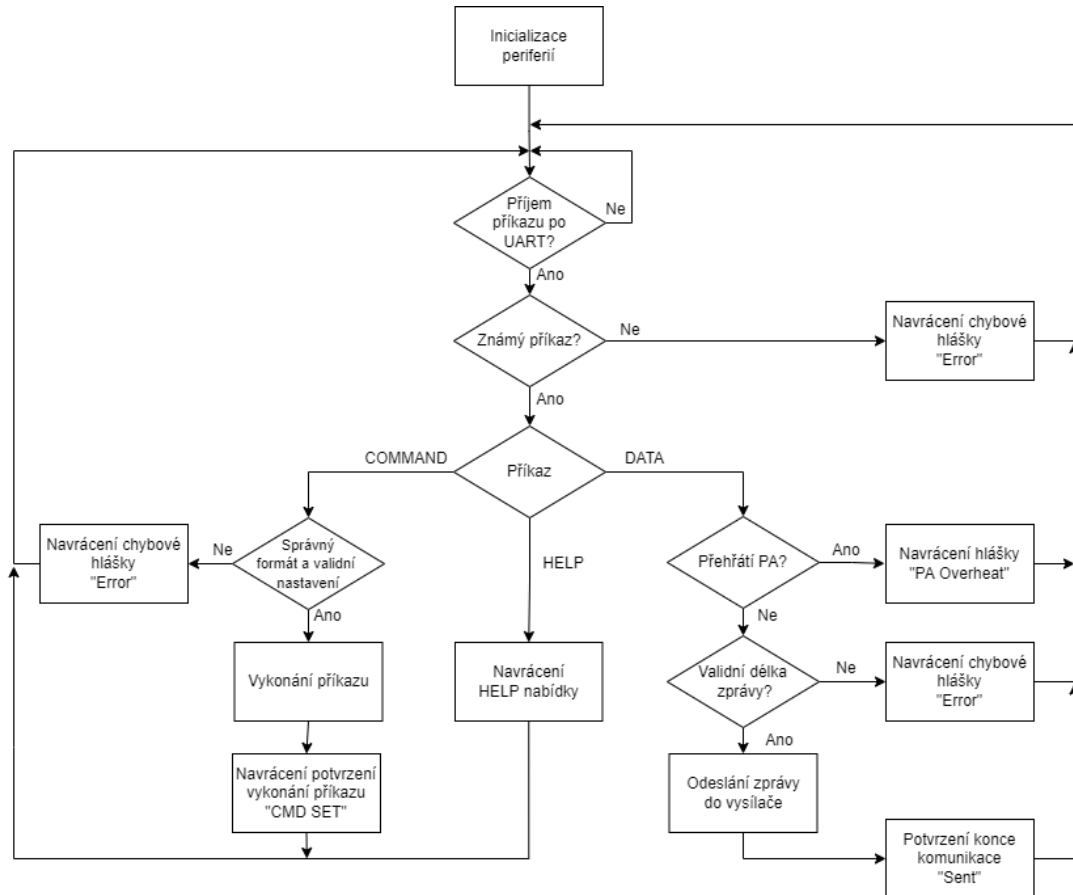 Inicializace
periferií
Příjem
příkazu po
UART?
Ne
Ano
Známý příkaz?
Ne
Navrácení chybové
hlášky
"Error"
Ano
COMMAND
Příkaz
DATA
HELP
Navrácení chybové
hlášky
"Error"
Ne
Správný
formát a validní
nastavení
Ano
Přehřátí PA?
Ano
Navrácení hlášky
"PA Overheat"
Ne
Vykonání příkazu
Navrácení
HELP nabídky
Validní délka
zprávy?
Ne
Navrácení chybové
hlášky
"Error"
Ano
Navrácení potvrzení
vykonání příkazu
"CMD SET"
Odeslání zprávy
do vysílače
Potvrzení konce
komunikace
"Sent"